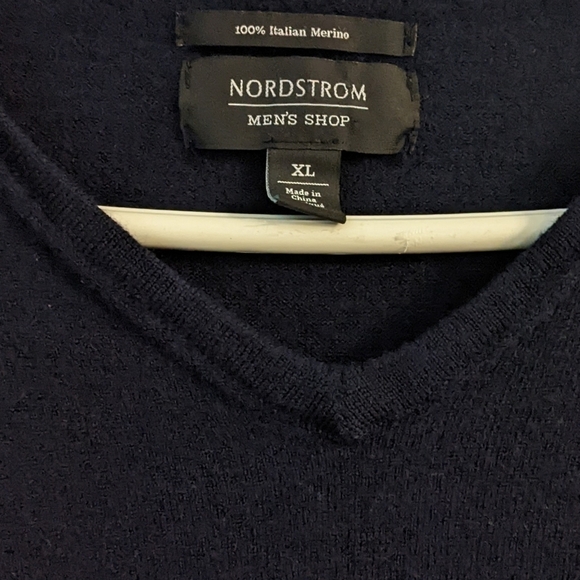 100% Italian Merino
NORDSTROM
MEN'S SHOP
XL
Made in
China